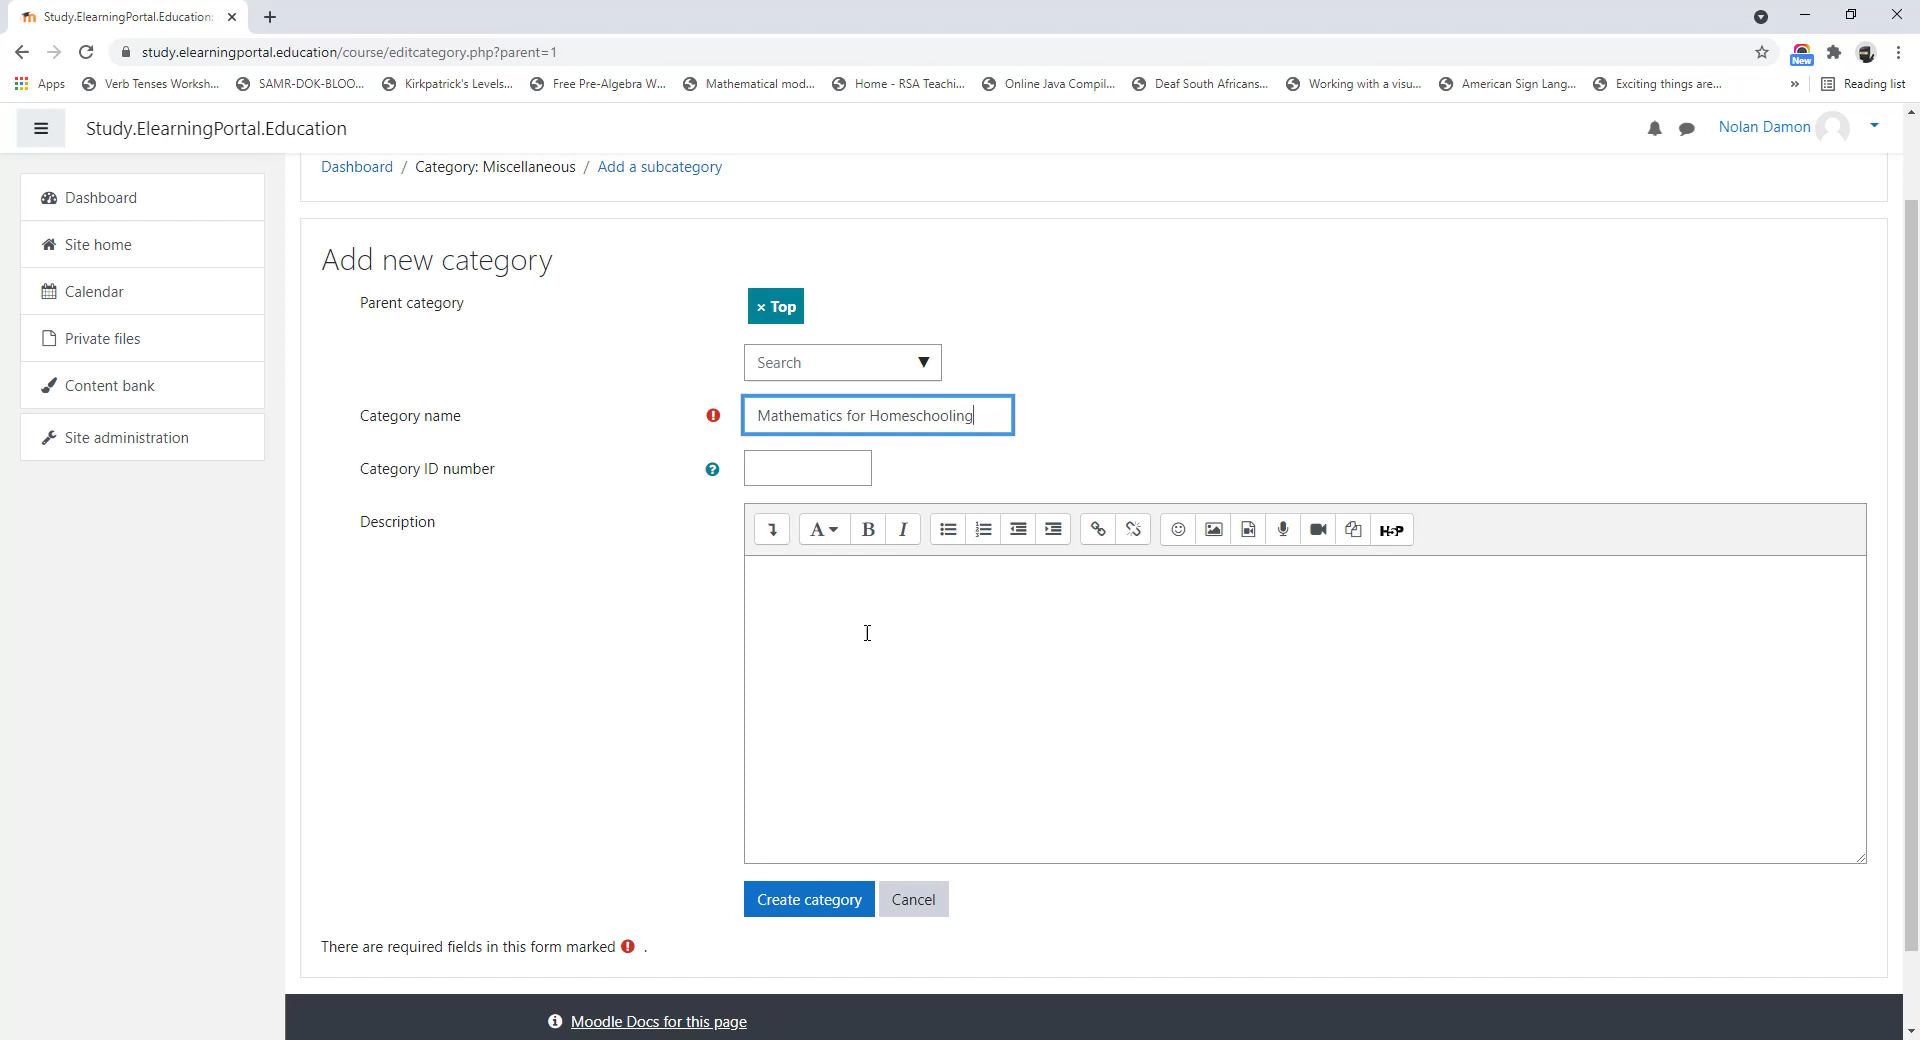 Study.ElearningPortal.Education:
study.elearningportal.education/course/editcategory.php?parent=1
New
Apps
Verb Tenses Worksh...
SAMR-DOK-BLOO...
Kirkpatrick's Levels...
Free Pre-Algebra W...
Mathematical mod...
Home - RSA Teachi...
Online Java Compil...
Deaf South Africans...
Working with a visu...
American Sign Lang...
Exciting things are...
»
Reading list
Study.ElearningPortal.Education
Nolan Damon
Dashboard / Category: Miscellaneous / Add a subcategory
Dashboard
Site home
Calendar
Private files
Content bank
Site administration
Add new category
Parent category
× Top
Search
Category name
Mathematics for Homeschooling
Category ID number
Description
A B I
H5P
Create category
Cancel
There are required fields in this form marked .
Moodle Docs for this page